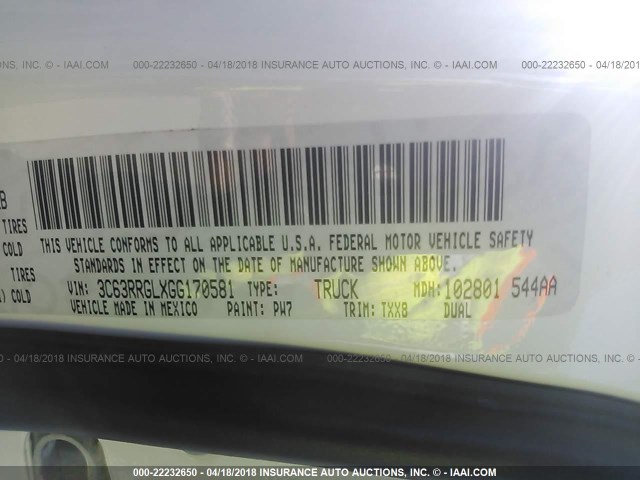 000-22232650 - 04/18/2018 INSURANCE AUTO AUCTIONS, INC. - IAAI.COM
TIRES
COLD
THIS VEHICLE CONFORMS TO ALL APPLICABLE U.S.A. FEDERAL MOTOR VEHICLE SAFETY
STANDARDS IN EFFECT ON THE DATE OF MANUFACTURE SHOWN ABOVE.
TIRES
COLD
VIN: 3C63RRGLXGG170581 TYPE: TRUCK MDH:102801 544AA
VEHICLE MADE IN MEXICO PAINT: PW7 TRIM: TXX8 DUAL
000-22232650 - 04/18/2018 INSURANCE AUTO AUCTIONS, INC. - IAAI.COM
000-22232650 - 04/18/2018 INSURANCE AUTO AUCTIONS, INC. - IAAI.COM